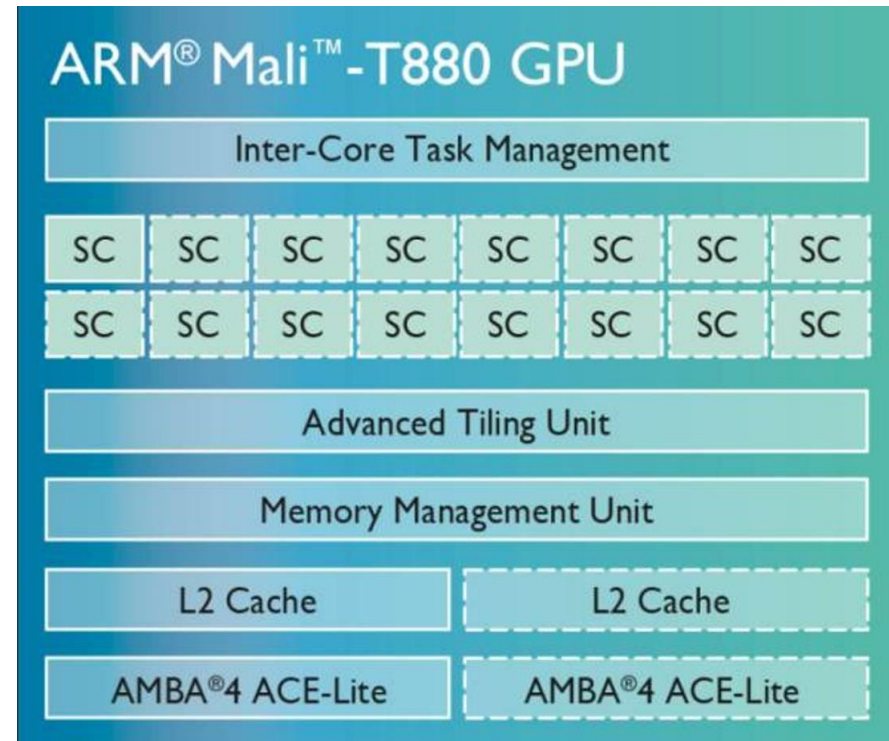 ARM® Mali™-T880 GPU
Inter-Core Task Management
SC SC SC SC SC SC SC SC
SC SC SC SC SC SC SC SC
Advanced Tiling Unit
Memory Management Unit
L2 Cache L2 Cache
AMBA®4 ACE-Lite AMBA®4 ACE-Lite